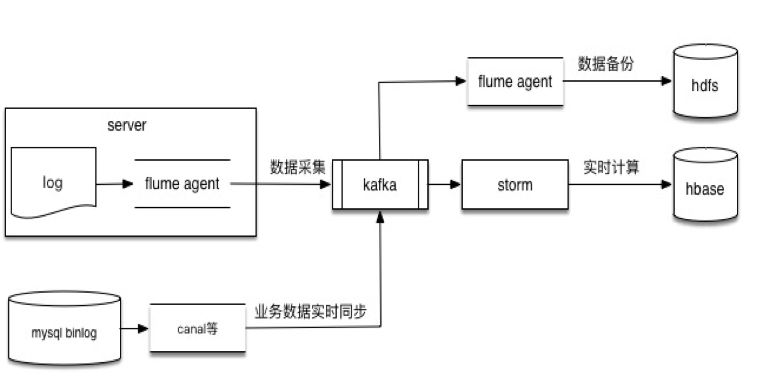 数据备份
flume agent
hdfs
server
log
flume agent
数据采集
kafka
storm
实时计算
hbase
mysql binlog
canal等
业务数据实时同步